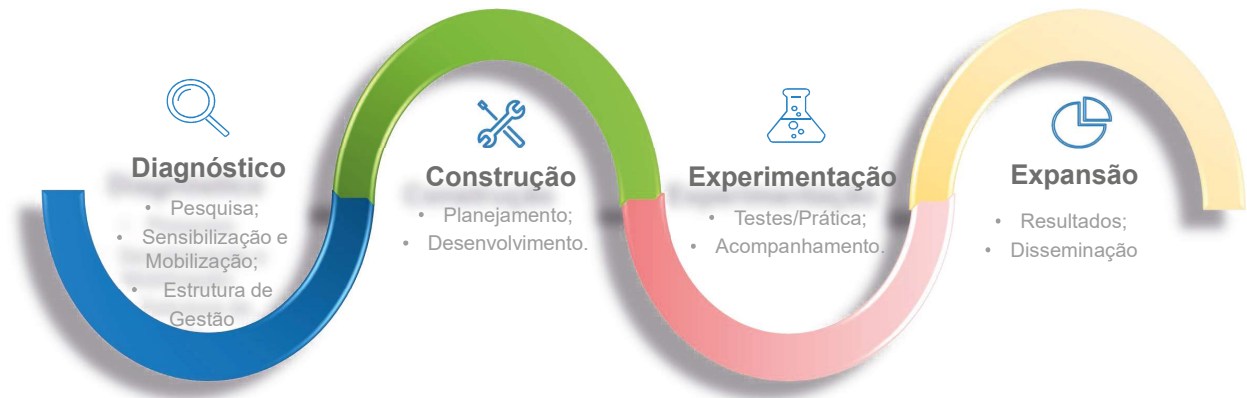 Diagnóstico
• Pesquisa;
• Sensibilização e
Mobilização;
• Estrutura de
Gestão
Construção
• Planejamento;
• Desenvolvimento.
Experimentação
• Testes/Prática;
• Acompanhamento.
Expansão
• Resultados;
• Disseminação